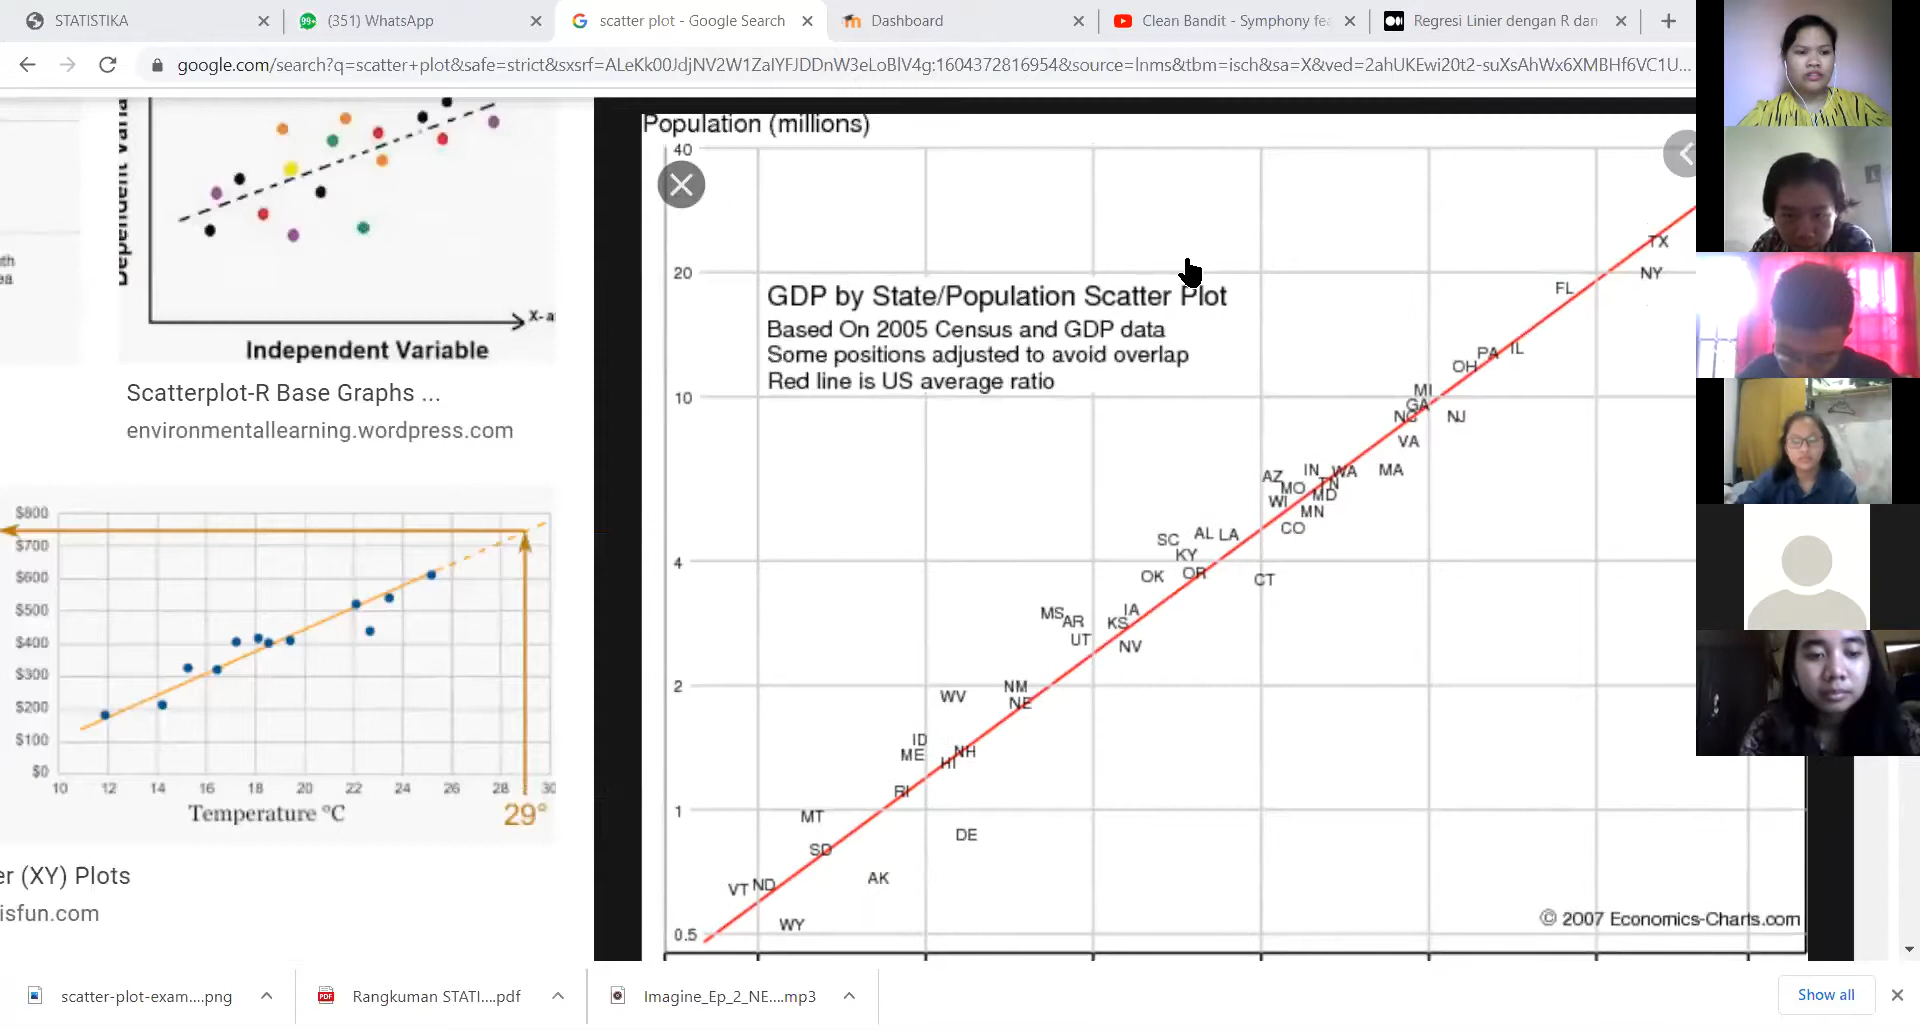 STATISTIKA
99+
(351) WhatsApp
scatter plot - Google Search
Dashboard
Clean Bandit - Symphony fea
Regresi Linier dengan R dan
google.com/search?q=scatter+plot&safe=strict&sxsrf=ALeKk00JdjNV2W1ZaIYFJDDnW3eLoBlV4g:1604372816954&source=lnms&tbm=isch&sa=X&ved=2ahUKEwi20t2-suXsAhWx6XMBHf6VC1U...
Dependent Varia
X- a
Independent Variable
Scatterplot-R Base Graphs ...
environmentallearning.wordpress.com
th
ea
$800
$700
$600
$500
$400
$300
$200
$100
$0
10 12 14 16 18 20 22 24 26 28 30
Temperature °C
29°
er (XY) Plots
isfun.com
Population (millions)
40
20
10
4
2
1
0.5
GDP by State/Population Scatter Plot
Based On 2005 Census and GDP data
Some positions adjusted to avoid overlap
Red line is US average ratio
TX
NY
FL
PA IL
OH
MI
GA
NC NJ
VA
AZ IN WA MA
MO TN
WI MD
MN
CO
SC AL LA
KY
OK OR CT
MS AR IA
KS
UT NV
NM
WV NE
ID
ME NH
HI
RI
MT
DE
SD
AK
VT ND
WY
© 2007 Economics-Charts.com
scatter-plot-exam....png
PDF
Rangkuman STATI....pdf
Imagine_Ep_2_NE....mp3
Show all